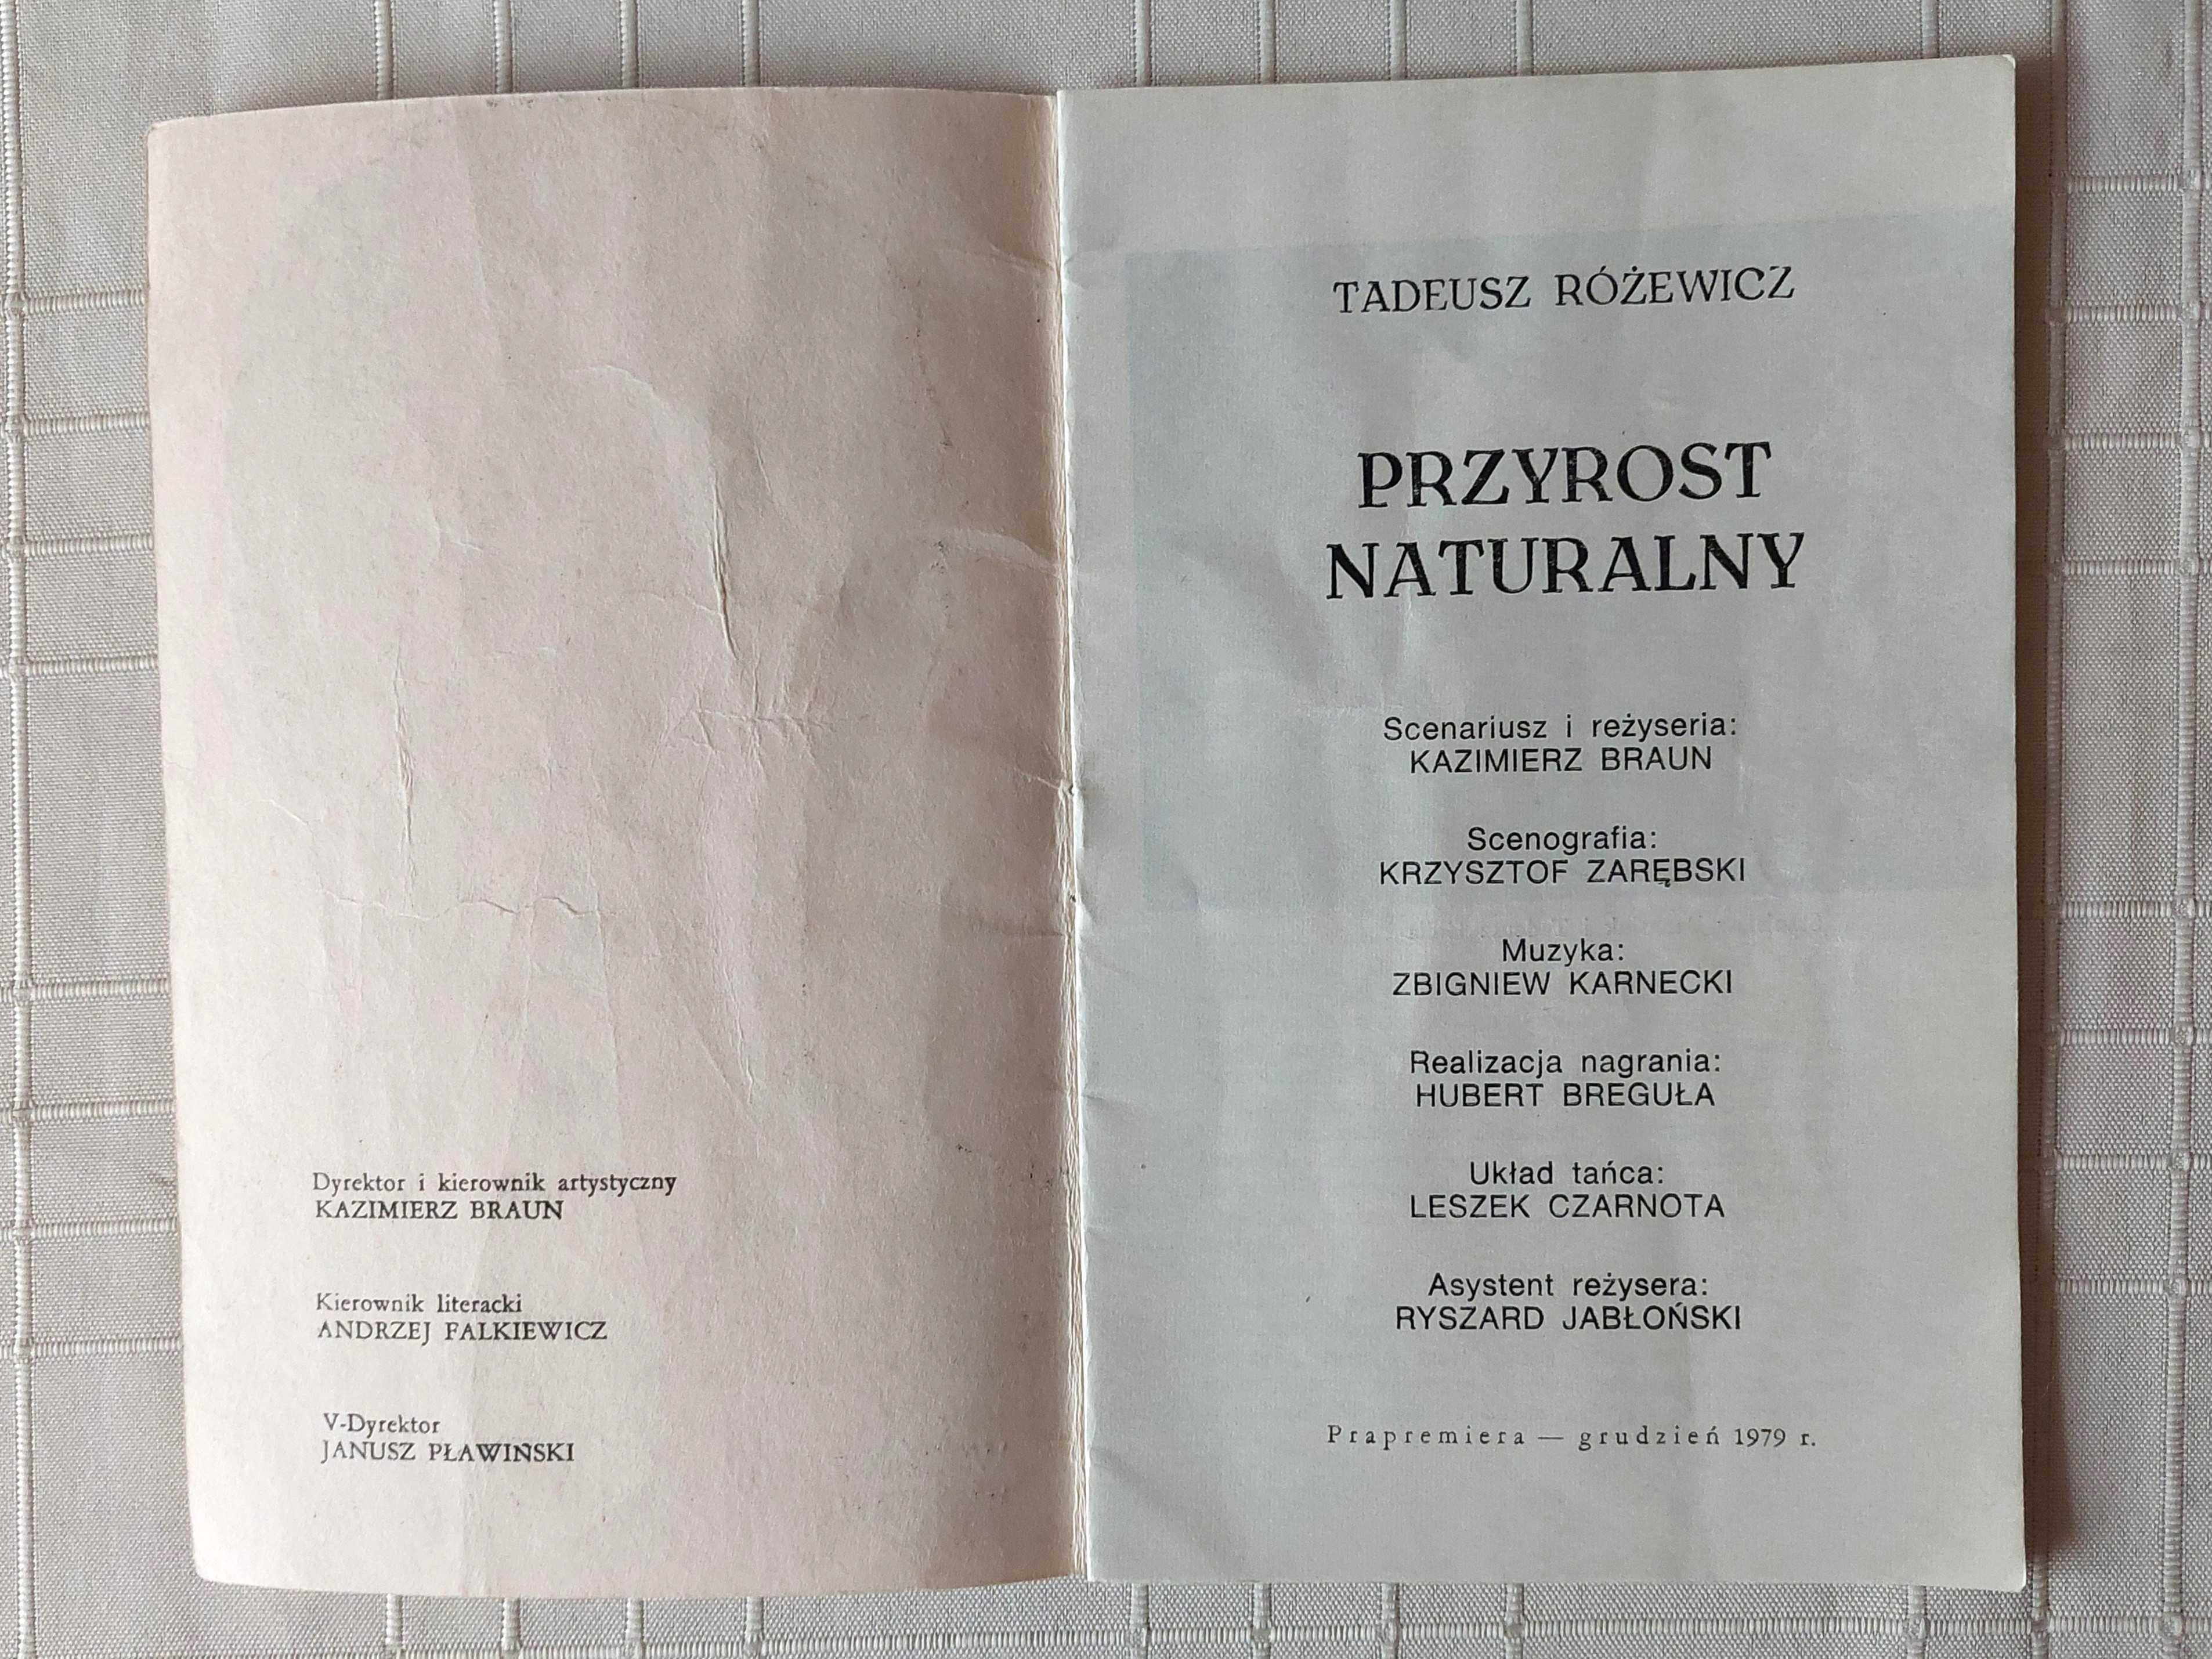 Dyrektor i kierownik artystyczny
KAZIMIERZ BRAUN
Kierownik literacki
ANDRZEJ FALKIEWICZ
V-Dyrektor
JANUSZ PŁAWIŃSKI
TADEUSZ RÓŻEWICZ
PRZYROST
NATURALNY
Scenariusz i reżyseria:
KAZIMIERZ BRAUN
Scenografia:
KRZYSZTOF ZARĘBSKI
Muzyka:
ZBIGNIEW KARNECKI
Realizacja nagrania:
HUBERT BREGUŁA
Układ tańca:
LESZEK CZARNOTA
Asystent reżysera:
RYSZARD JABŁOŃSKI
Prapremiera — grudzień 1979 r.